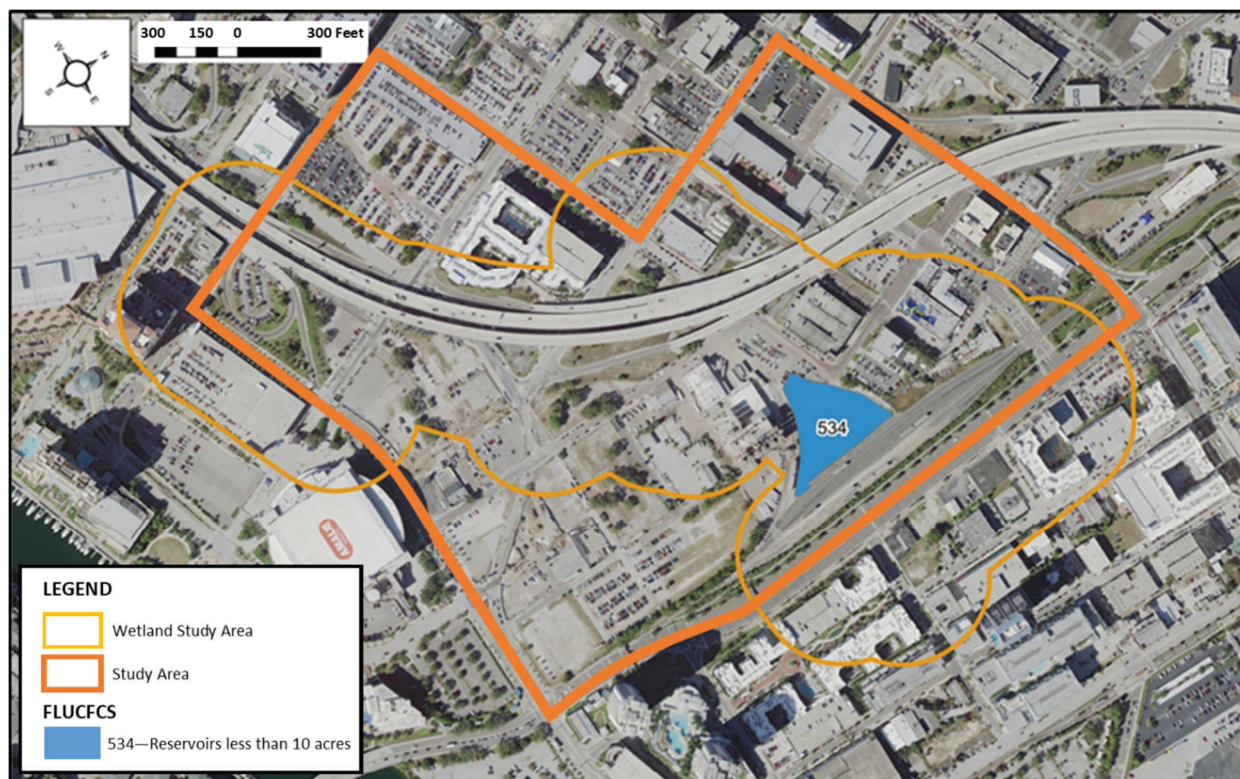 300 150 0 300 Feet
W N
S E
534
AMALIE
LEGEND
Wetland Study Area
Study Area
FLUCFCS
534—Reservoirs less than 10 acres